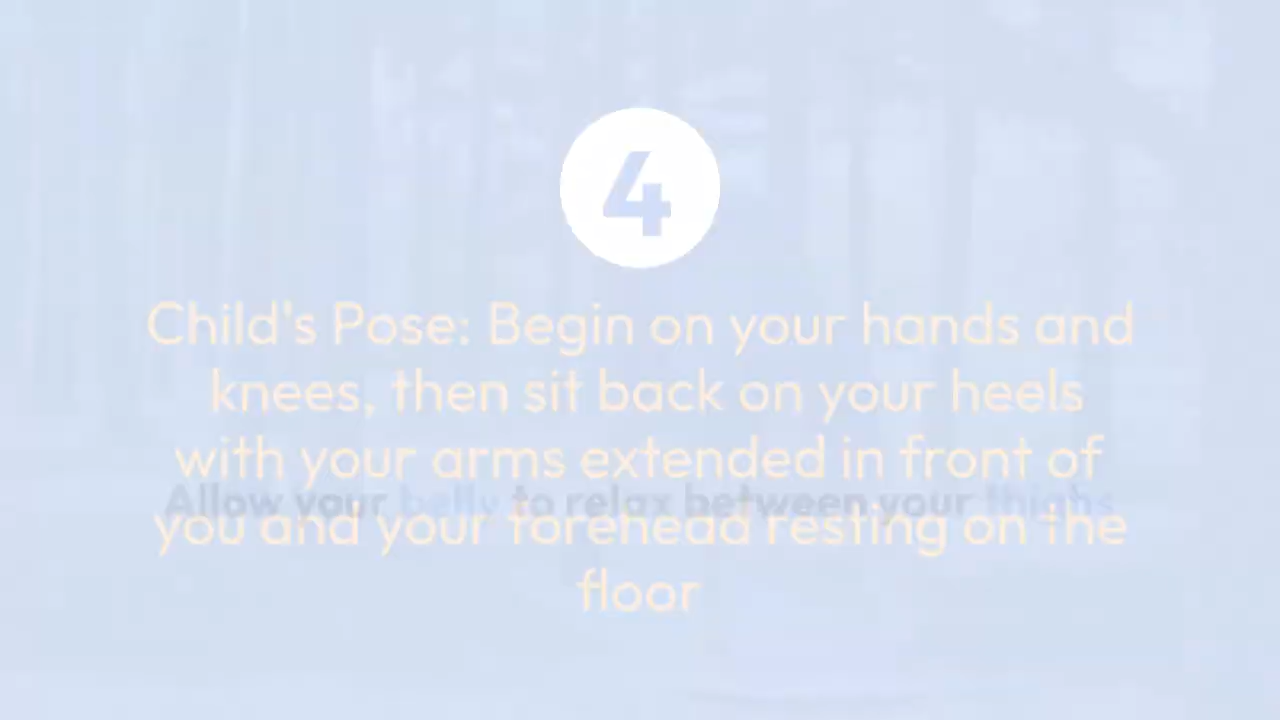 4
Child's Pose: Begin on your hands and
knees, then sit back on your heels
with your arms extended in front of
Allow your belly to relax between your thighs
you and your forehead resting on the
floor